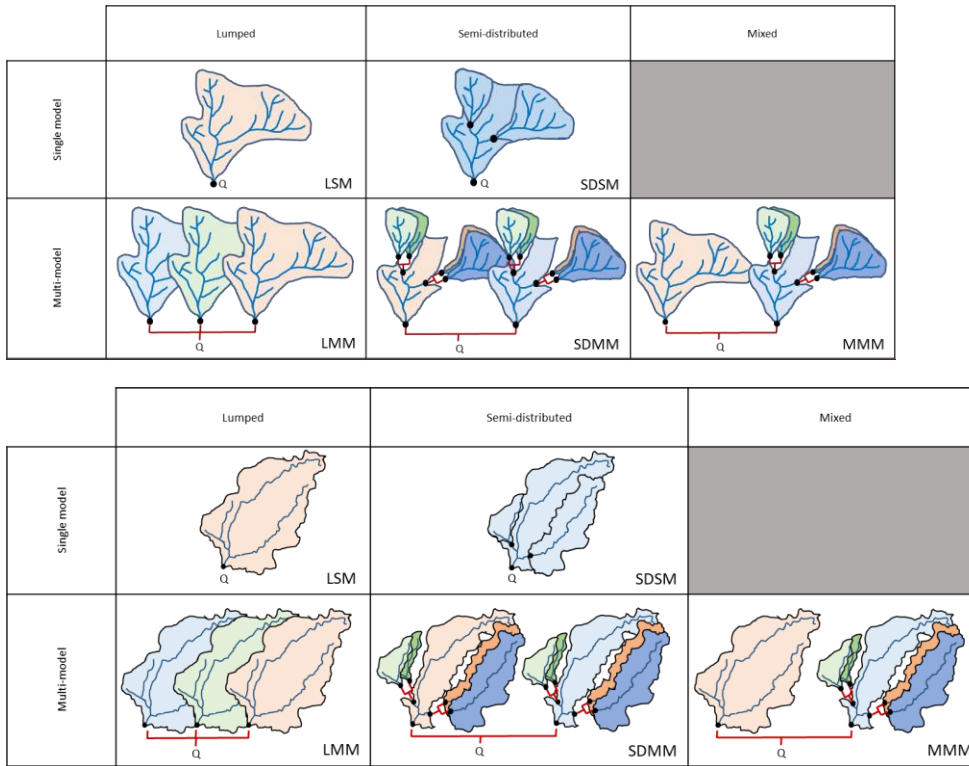 Lumped
Semi-distributed
Mixed
Single model
Q
LSM
Q
SDSM
Multi-model
Q
LMM
Q
SDMM
Q
MMM
Lumped
Semi-distributed
Mixed
Single model
Q
LSM
Q
SDSM
Multi-model
Q
LMM
Q
SDMM
Q
MMM